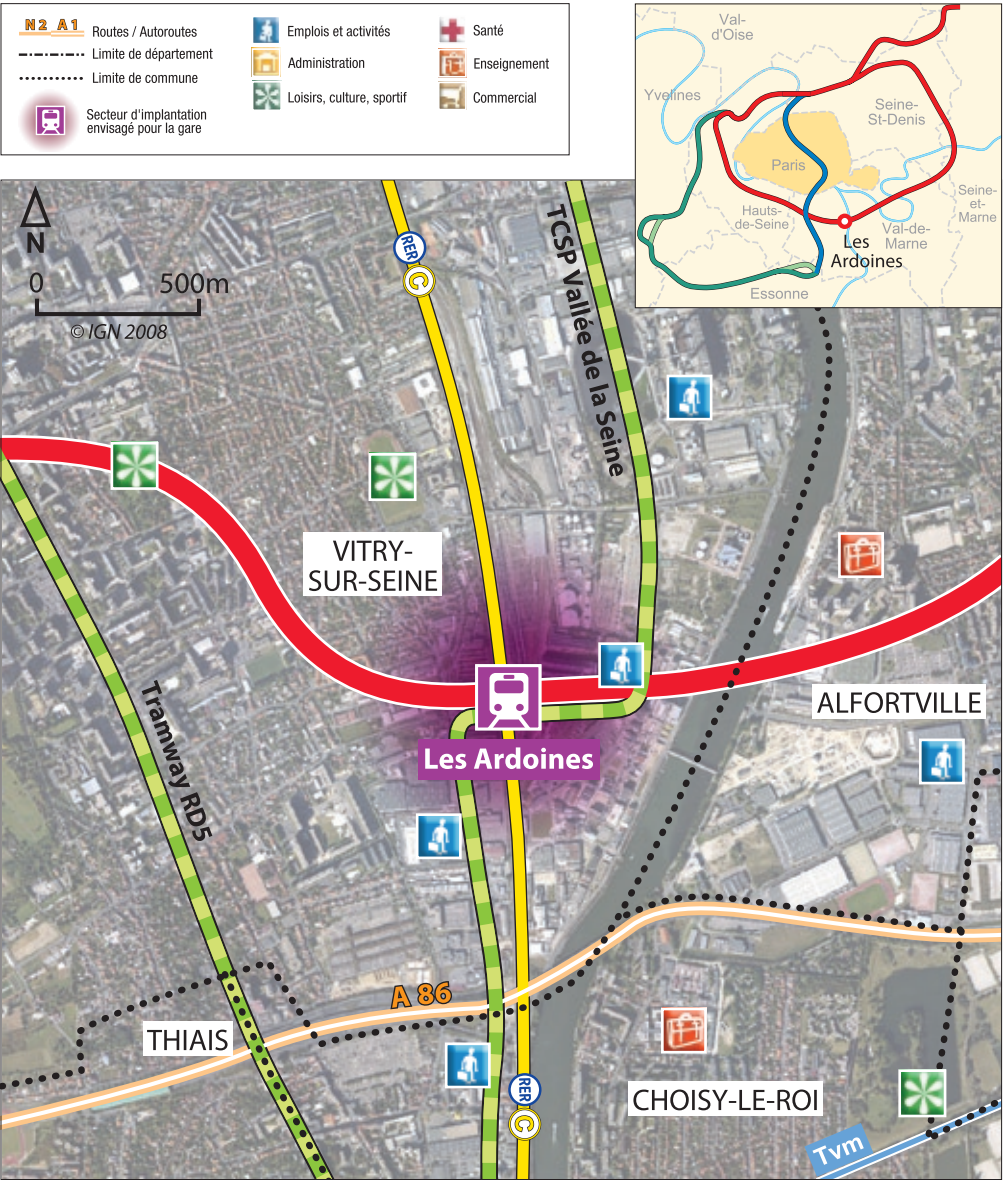 N2 A1
Routes / Autoroutes
Limite de département
Limite de commune
Secteur d'implantation
envisagé pour la gare
Emplois et activités
Administration
Loisirs, culture, sportif
Santé
Enseignement
Commercial
Val-
d'Oise
Yvelines
Seine-
St-Denis
Paris
Hauts-
de-Seine
Seine-
et-
Marne
Val-de-
Marne
Les
Ardoines
Essonne
N
0 500m
© IGN 2008
RER
C
TCSP Vallée de la Seine
VITRY-
SUR-SEINE
Les Ardoines
ALFORTVILLE
Tramway RD5
A 86
THIAIS
CHOISY-LE-ROI
RER
C
Tvm